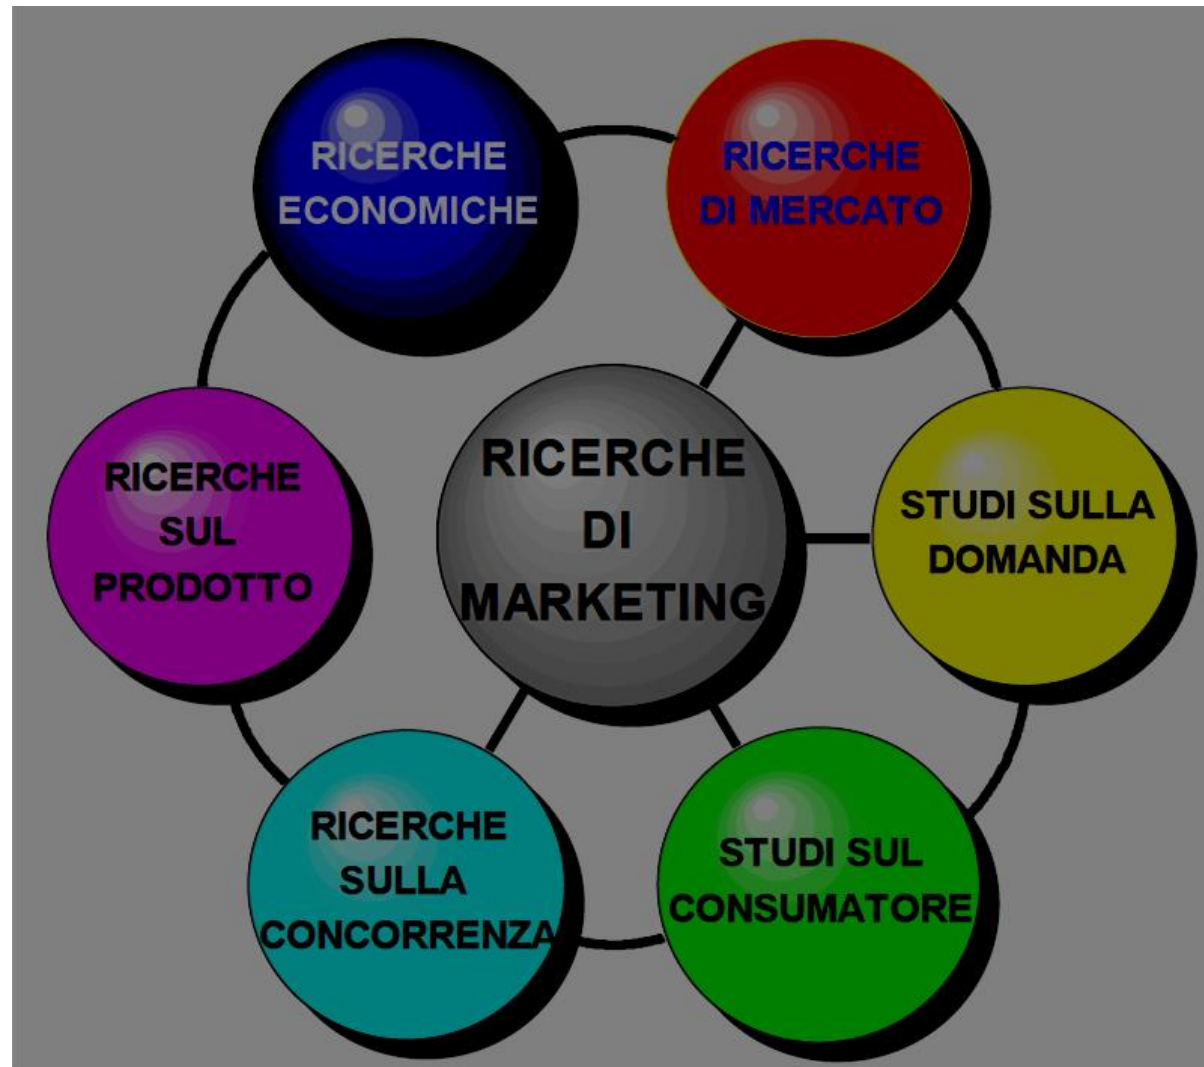 RICERCHE
ECONOMICHE
RICERCHE
DI MERCATO
RICERCHE
SUL
PRODOTTO
RICERCHE
DI
MARKETING
STUDI SULLA
DOMANDA
RICERCHE
SULLA
CONCORRENZA
STUDI SUL
CONSUMATORE